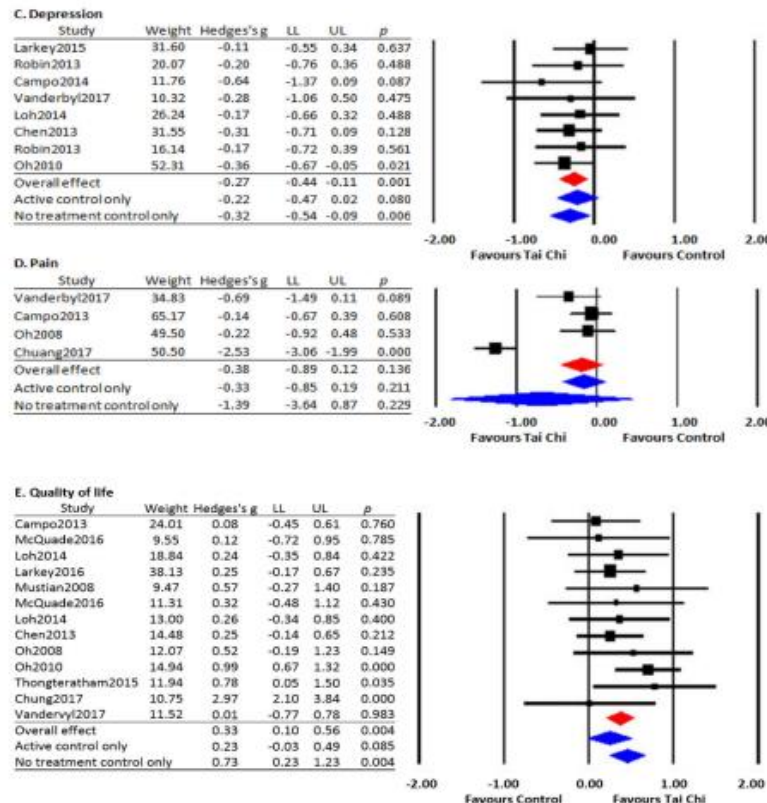 C. Depression
Study Weight Hedges's g LL UL p
Larkey2015 31.60 -0.11 -0.55 0.34 0.637
Robin2013 20.07 -0.20 -0.76 0.36 0.488
Campo2014 11.76 -0.64 -1.37 0.09 0.087
Vanderbyl2017 10.32 -0.28 -1.06 0.50 0.475
Loh2014 26.24 -0.17 -0.66 0.32 0.488
Chen2013 31.55 -0.31 -0.71 0.09 0.128
Robin2013 16.14 -0.17 -0.72 0.39 0.561
Oh2010 52.31 -0.36 -0.67 -0.05 0.021
Overall effect -0.27 -0.44 -0.11 0.001
Active control only -0.22 -0.47 0.02 0.080
No treatment control only -0.32 -0.54 -0.09 0.006
-2.00 -1.00 0.00 1.00 2.00
Favours Tai Chi Favours Control
D. Pain
Study Weight Hedges's g LL UL p
Vanderbyl2017 34.83 -0.69 -1.49 0.11 0.089
Campo2013 65.17 -0.14 -0.67 0.39 0.608
Oh2008 49.50 -0.22 -0.92 0.48 0.533
Chuang2017 50.50 -2.53 -3.06 -1.99 0.000
Overall effect -0.38 -0.89 0.12 0.136
Active control only -0.33 -0.85 0.19 0.211
No treatment control only -1.39 -3.64 0.87 0.229
-2.00 -1.00 0.00 1.00 2.00
Favours Tai Chi Favours Control
E. Quality of life
Study Weight Hedges's g LL UL p
Campo2013 24.01 0.08 -0.45 0.61 0.760
McQuade2016 9.55 0.12 -0.72 0.95 0.785
Loh2014 18.84 0.24 -0.35 0.84 0.422
Larkey2016 38.13 0.25 -0.17 0.67 0.235
Mustian2008 9.47 0.57 -0.27 1.40 0.187
McQuade2016 11.31 0.32 -0.48 1.12 0.430
Loh2014 13.00 0.26 -0.34 0.85 0.400
Chen2013 14.48 0.25 -0.14 0.65 0.212
Oh2008 12.07 0.52 -0.19 1.23 0.149
Oh2010 14.94 0.99 0.67 1.32 0.000
Thongteratham2015 11.94 0.78 0.05 1.50 0.035
Chung2017 10.75 2.97 2.10 3.84 0.000
Vandervyl2017 11.52 0.01 -0.77 0.78 0.983
Overall effect 0.33 0.10 0.56 0.004
Active control only 0.23 -0.03 0.49 0.085
No treatment control only 0.73 0.23 1.23 0.004
-2.00 -1.00 0.00 1.00 2.00
Favours Control Favours Tai Chi